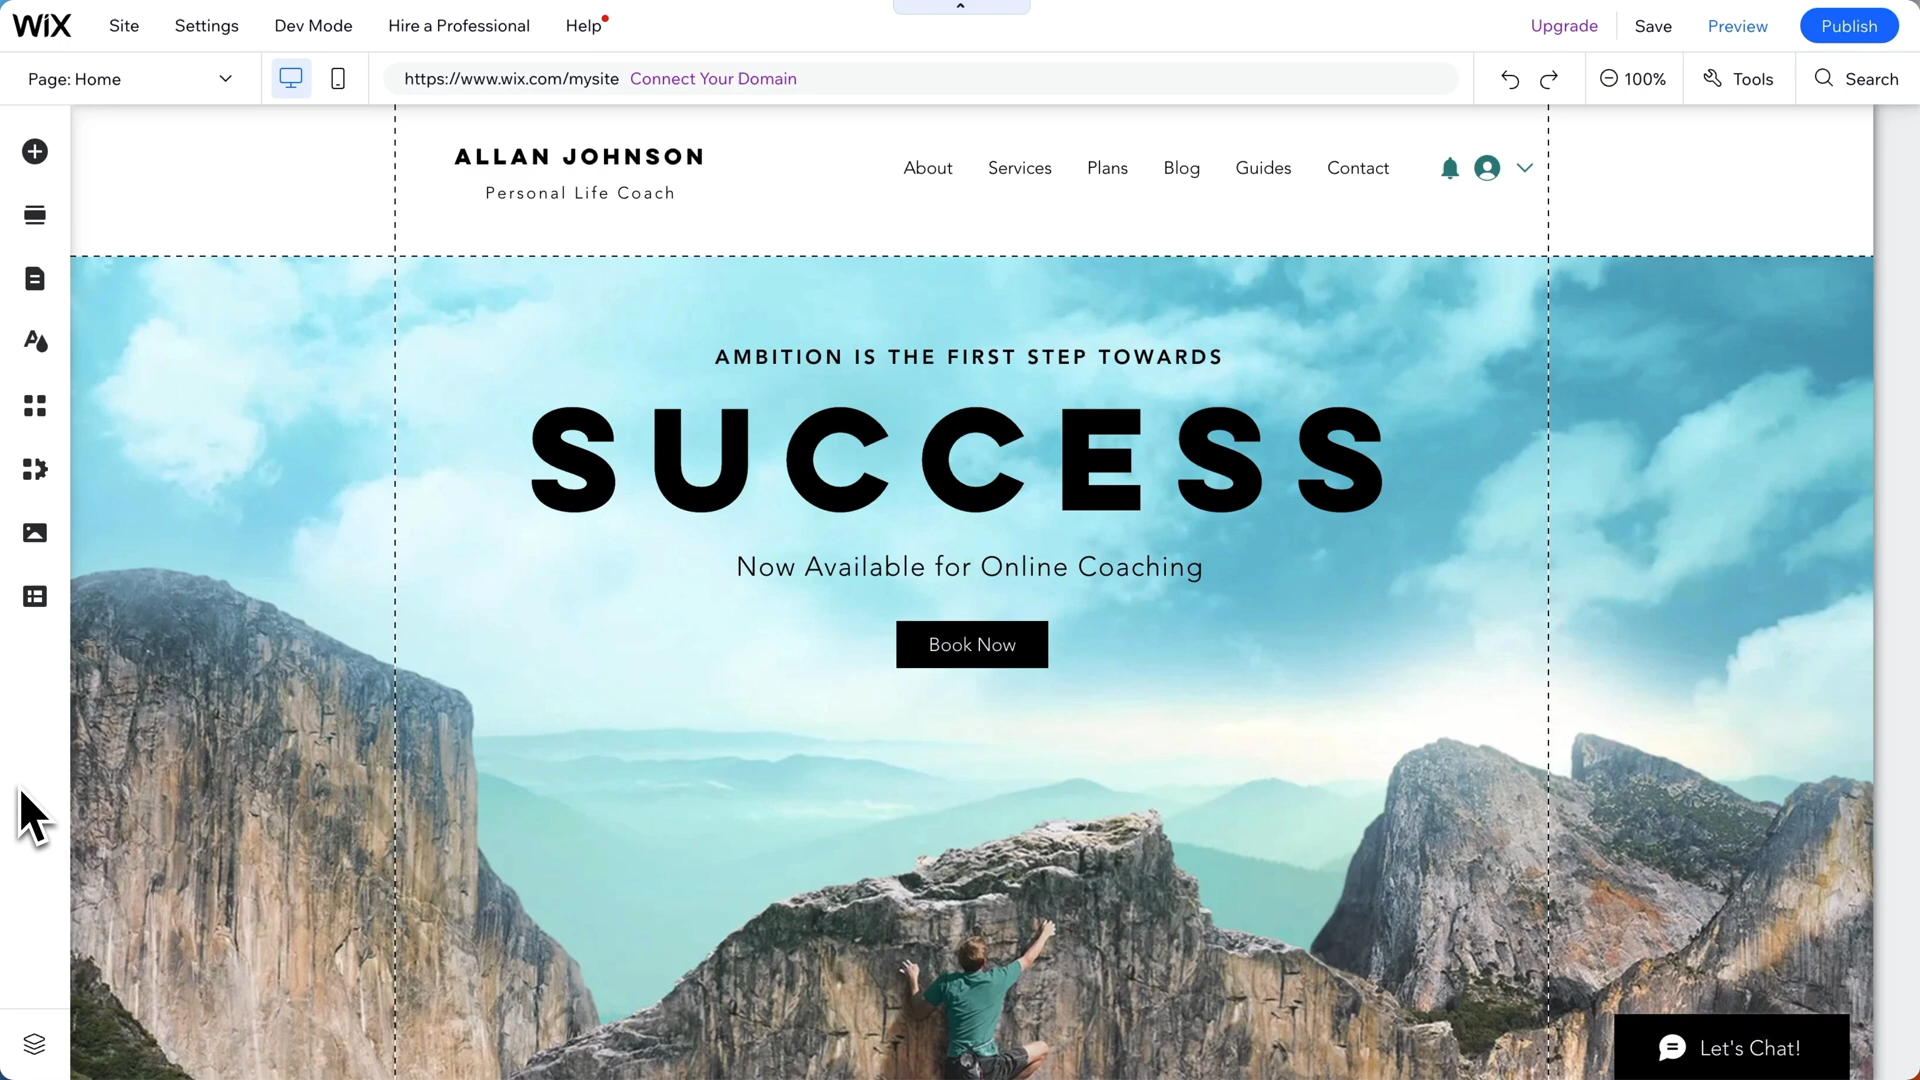 WiX Site Settings Dev Mode Hire a Professional Help Upgrade Save Preview Publish
Page: Home https://www.wix.com/mysite Connect Your Domain 100% Tools Search
ALLAN JOHNSON
Personal Life Coach
About Services Plans Blog Guides Contact
AMBITION IS THE FIRST STEP TOWARDS
SUCCESS
Now Available for Online Coaching
Book Now
Let's Chat!